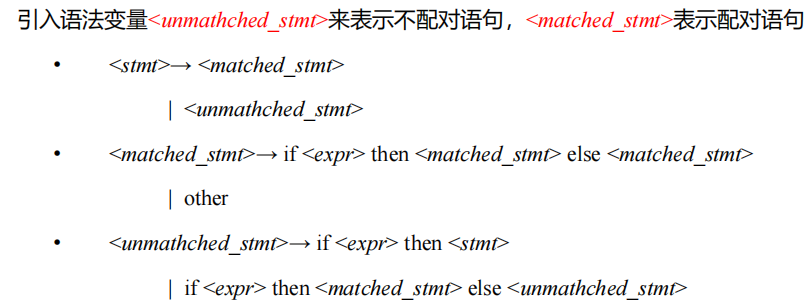 引入语法变量<unmathched_stmt>来表示不配对语句，<matched_stmt>表示配对语句
• <stmt>→ <matched_stmt>
| <unmathched_stmt>
• <matched_stmt>→ if <expr> then <matched_stmt> else <matched_stmt>
| other
• <unmathched_stmt>→ if <expr> then <stmt>
| if <expr> then <matched_stmt> else <unmathched_stmt>